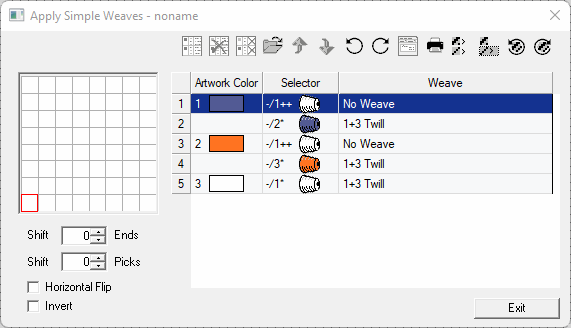 Apply Simple Weaves - noname
Artwork Color Selector Weave
1 1 -/1++ No Weave
2 -/2* 1+3 Twill
3 2 -/1++ No Weave
4 -/3* 1+3 Twill
5 3 -/1* 1+3 Twill
Shift 0 Ends
Shift 0 Picks
Horizontal Flip
Invert
Exit